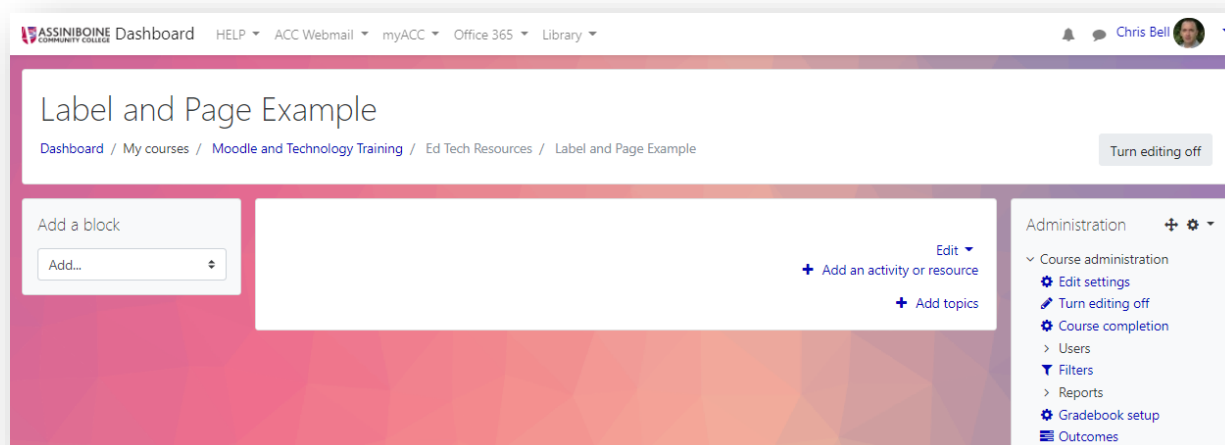 ASSINIBOINE COMMUNITY COLLEGE Dashboard HELP ACC Webmail myACC Office 365 Library Chris Bell
Label and Page Example
Dashboard / My courses / Moodle and Technology Training / Ed Tech Resources / Label and Page Example
Turn editing off
Add a block
Add...
Edit
Add an activity or resource
Add topics
Administration
Course administration
Edit settings
Turn editing off
Course completion
Users
Filters
Reports
Gradebook setup
Outcomes